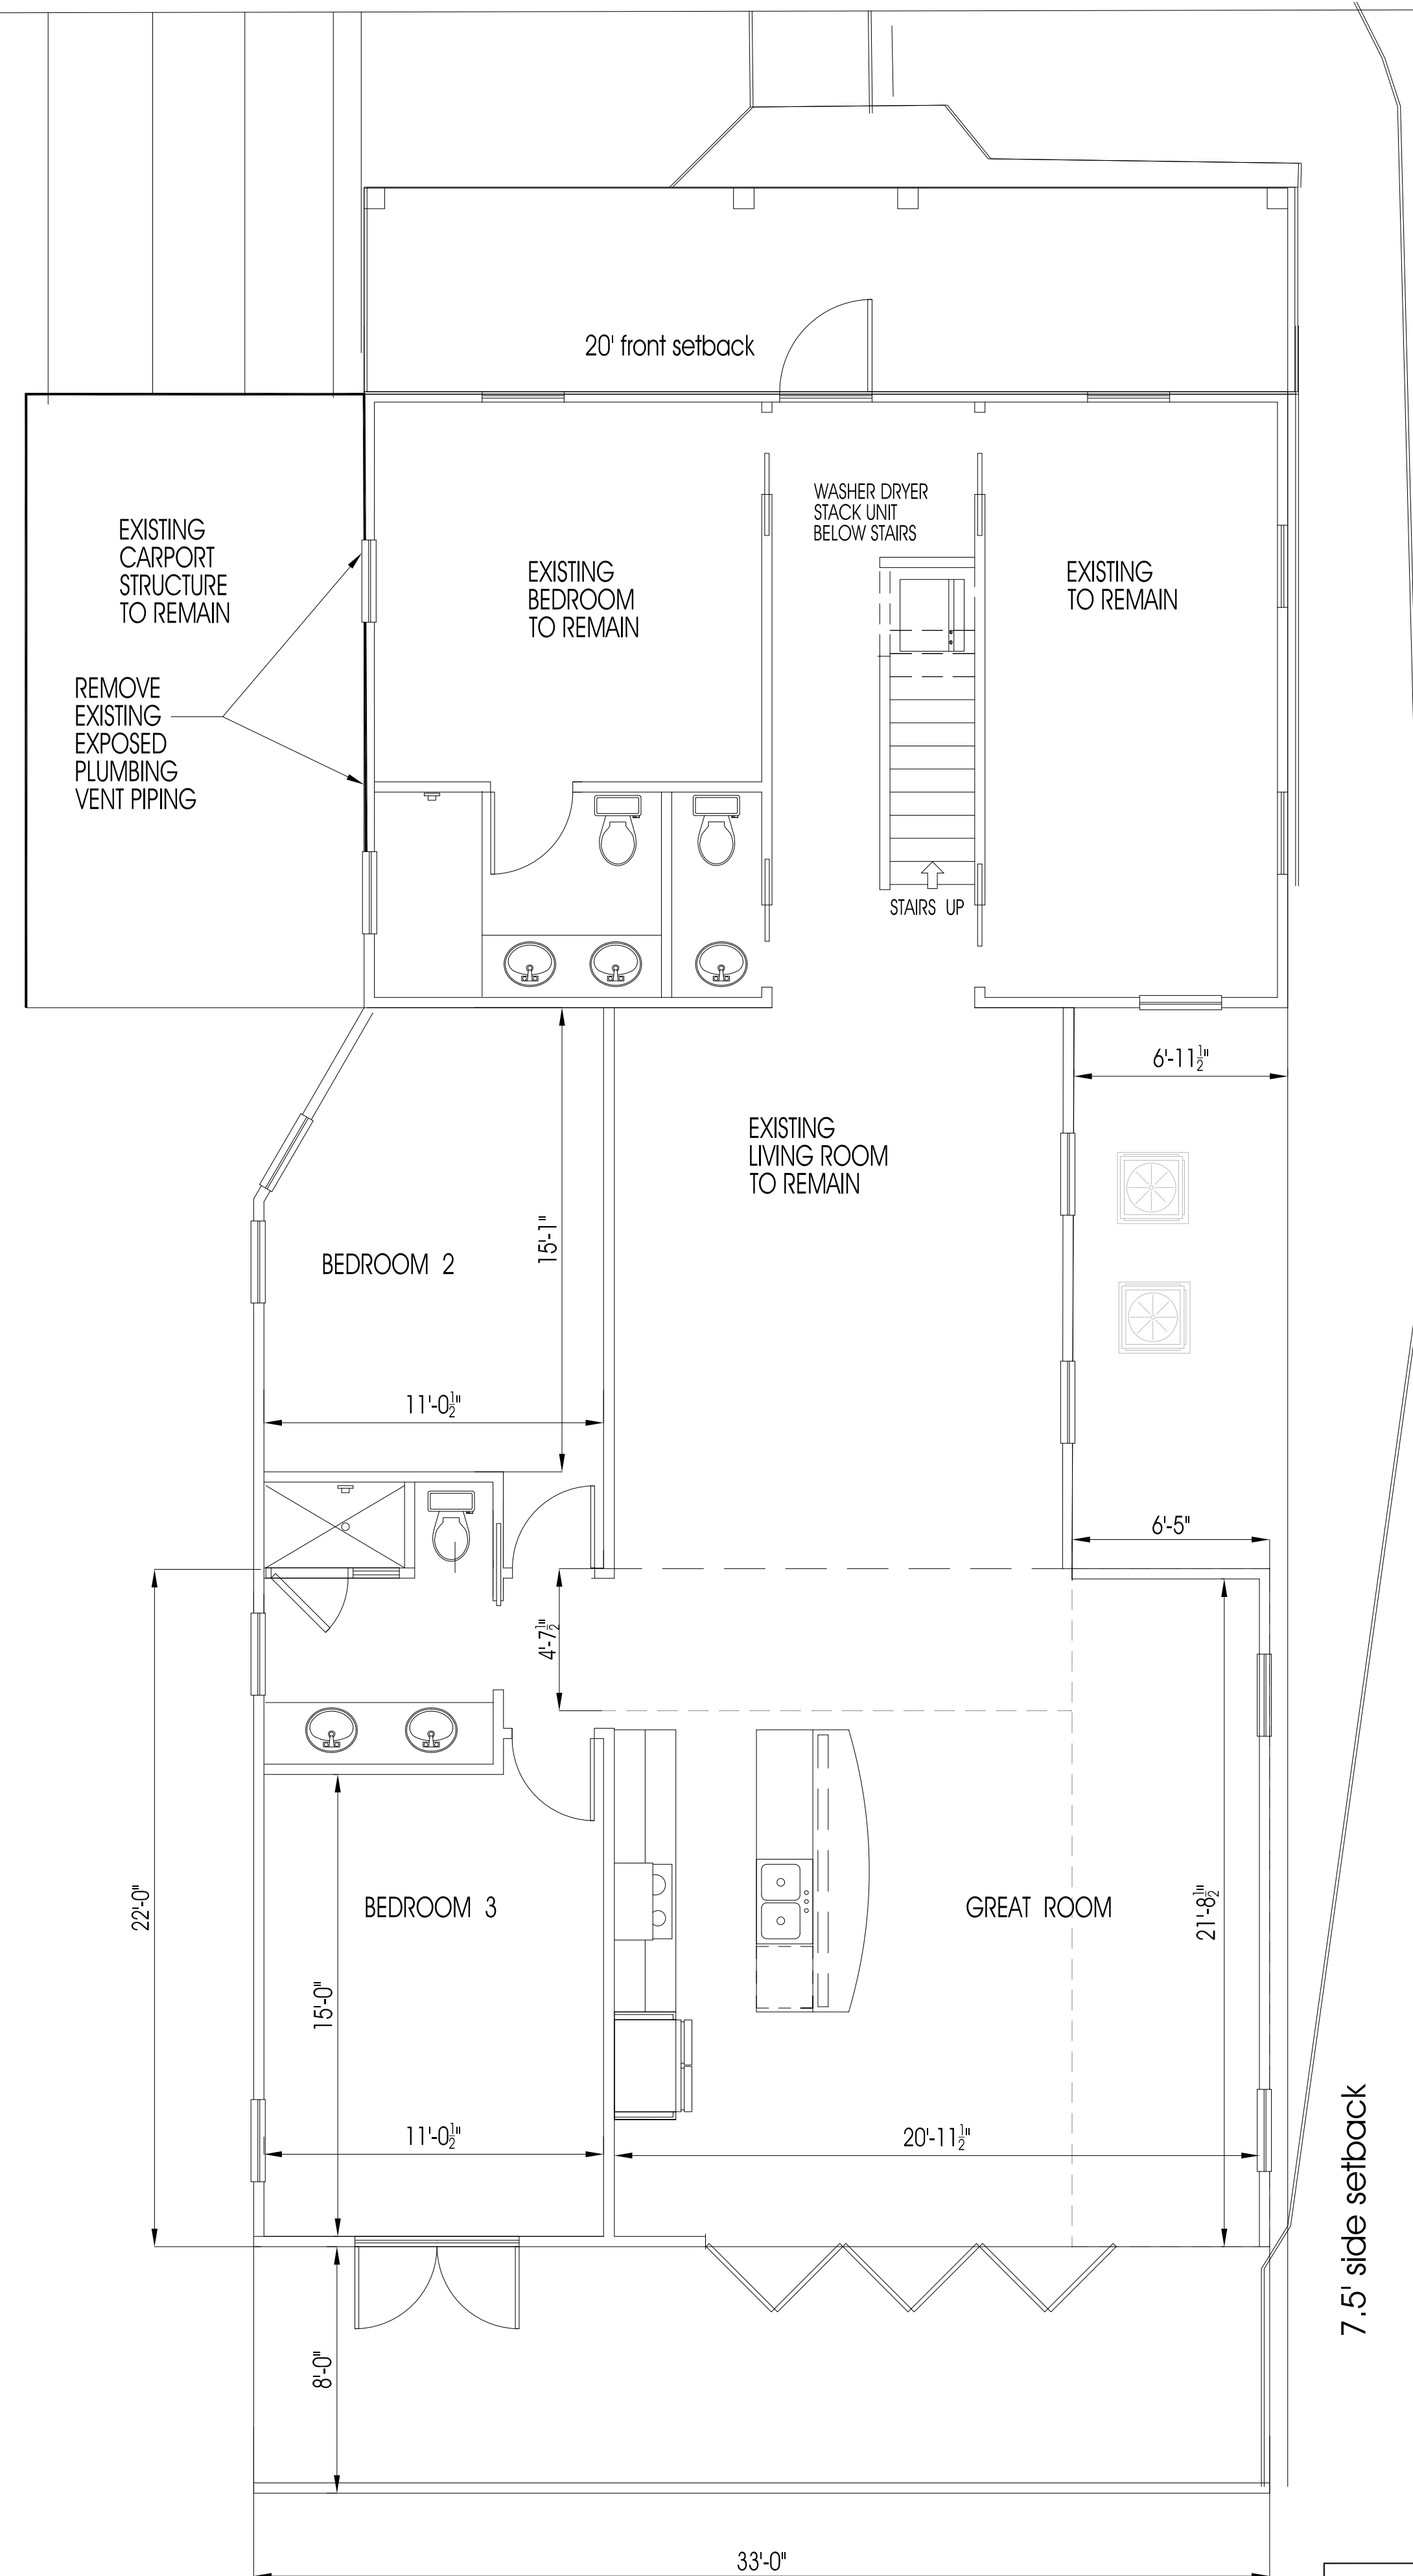 20' front setback
WASHER DRYER
STACK UNIT
BELOW STAIRS
EXISTING
CARPORT
STRUCTURE
TO REMAIN
EXISTING
BEDROOM
TO REMAIN
EXISTING
TO REMAIN
REMOVE
EXISTING
EXPOSED
PLUMBING
VENT PIPING
STAIRS UP
6'-11½"
EXISTING
LIVING ROOM
TO REMAIN
15'-1"
BEDROOM 2
11'-0½"
6'-5"
4'-7½"
22'-0"
BEDROOM 3
GREAT ROOM
21'-8½"
15'-0"
11'-0½"
20'-11½"
7.5' side setback
8'-0"
33'-0"